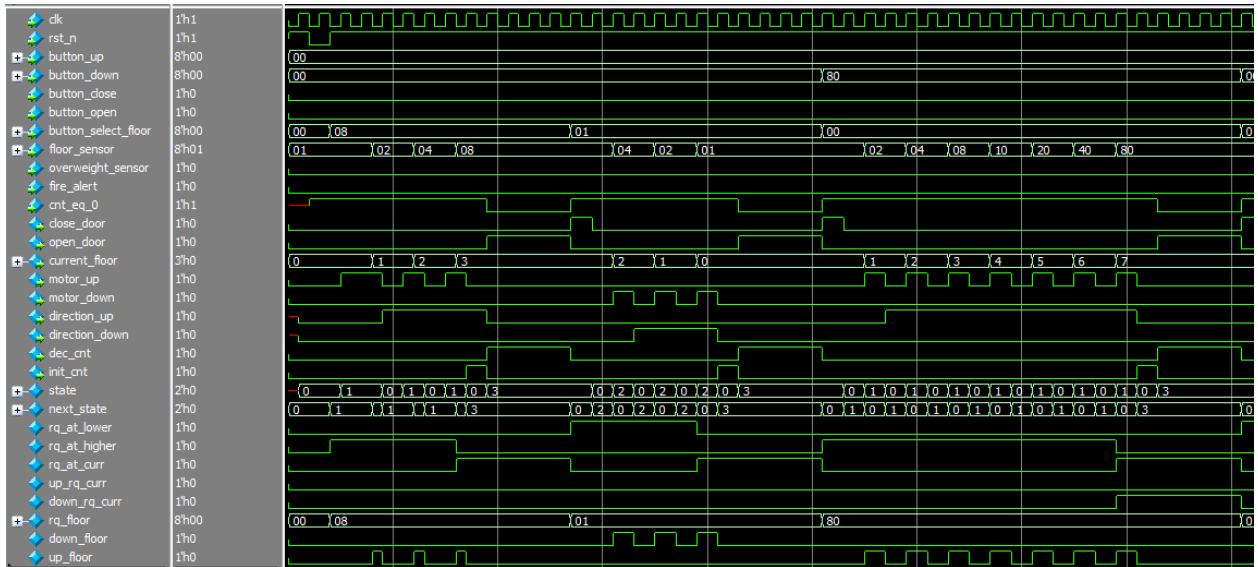 clk 1'h1
rst_n 1'h1
button_up 8'h00 00
button_down 8'h00 00 80 00
button_close 1'h0
button_open 1'h0
button_select_floor 8'h00 00 08 01 00 0
floor_sensor 8'h01 01 02 04 08 04 02 01 02 04 08 10 20 40 80
overweight_sensor 1'h0
fire_alert 1'h0
cnt_eq_0 1'h1
close_door 1'h0
open_door 1'h0
current_floor 3'h0 0 1 2 3 2 1 0 1 2 3 4 5 6 7
motor_up 1'h0
motor_down 1'h0
direction_up 1'h0
direction_down 1'h0
dec_cnt 1'h0
init_cnt 1'h0
state 2'h0 0 1 0 1 0 1 0 3 0 2 0 2 0 2 0 3 0 1 0 1 0 1 0 1 0 1 0 1 0 1 0 3
next_state 2'h0 0 1 1 1 3 0 2 0 2 0 2 0 3 0 1 0 1 0 1 0 1 0 1 0 1 0 1 0 3 0
rq_at_lower 1'h0
rq_at_higher 1'h0
rq_at_curr 1'h0
up_rq_curr 1'h0
down_rq_curr 1'h0
rq_floor 8'h00 00 08 01 80 0
down_floor 1'h0
up_floor 1'h0